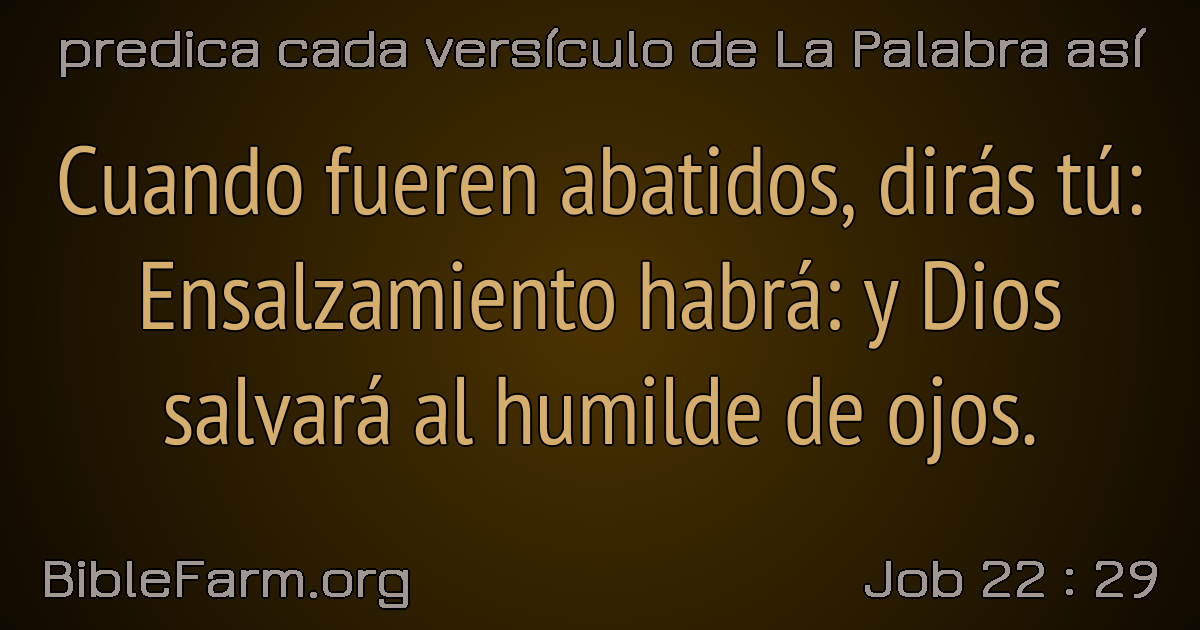 predica cada versículo de La Palabra así
Cuando fueren abatidos, dirás tú:
Ensalzamiento habrá: y Dios
salvará al humilde de ojos.
BibleFarm.org
Job 22 : 29